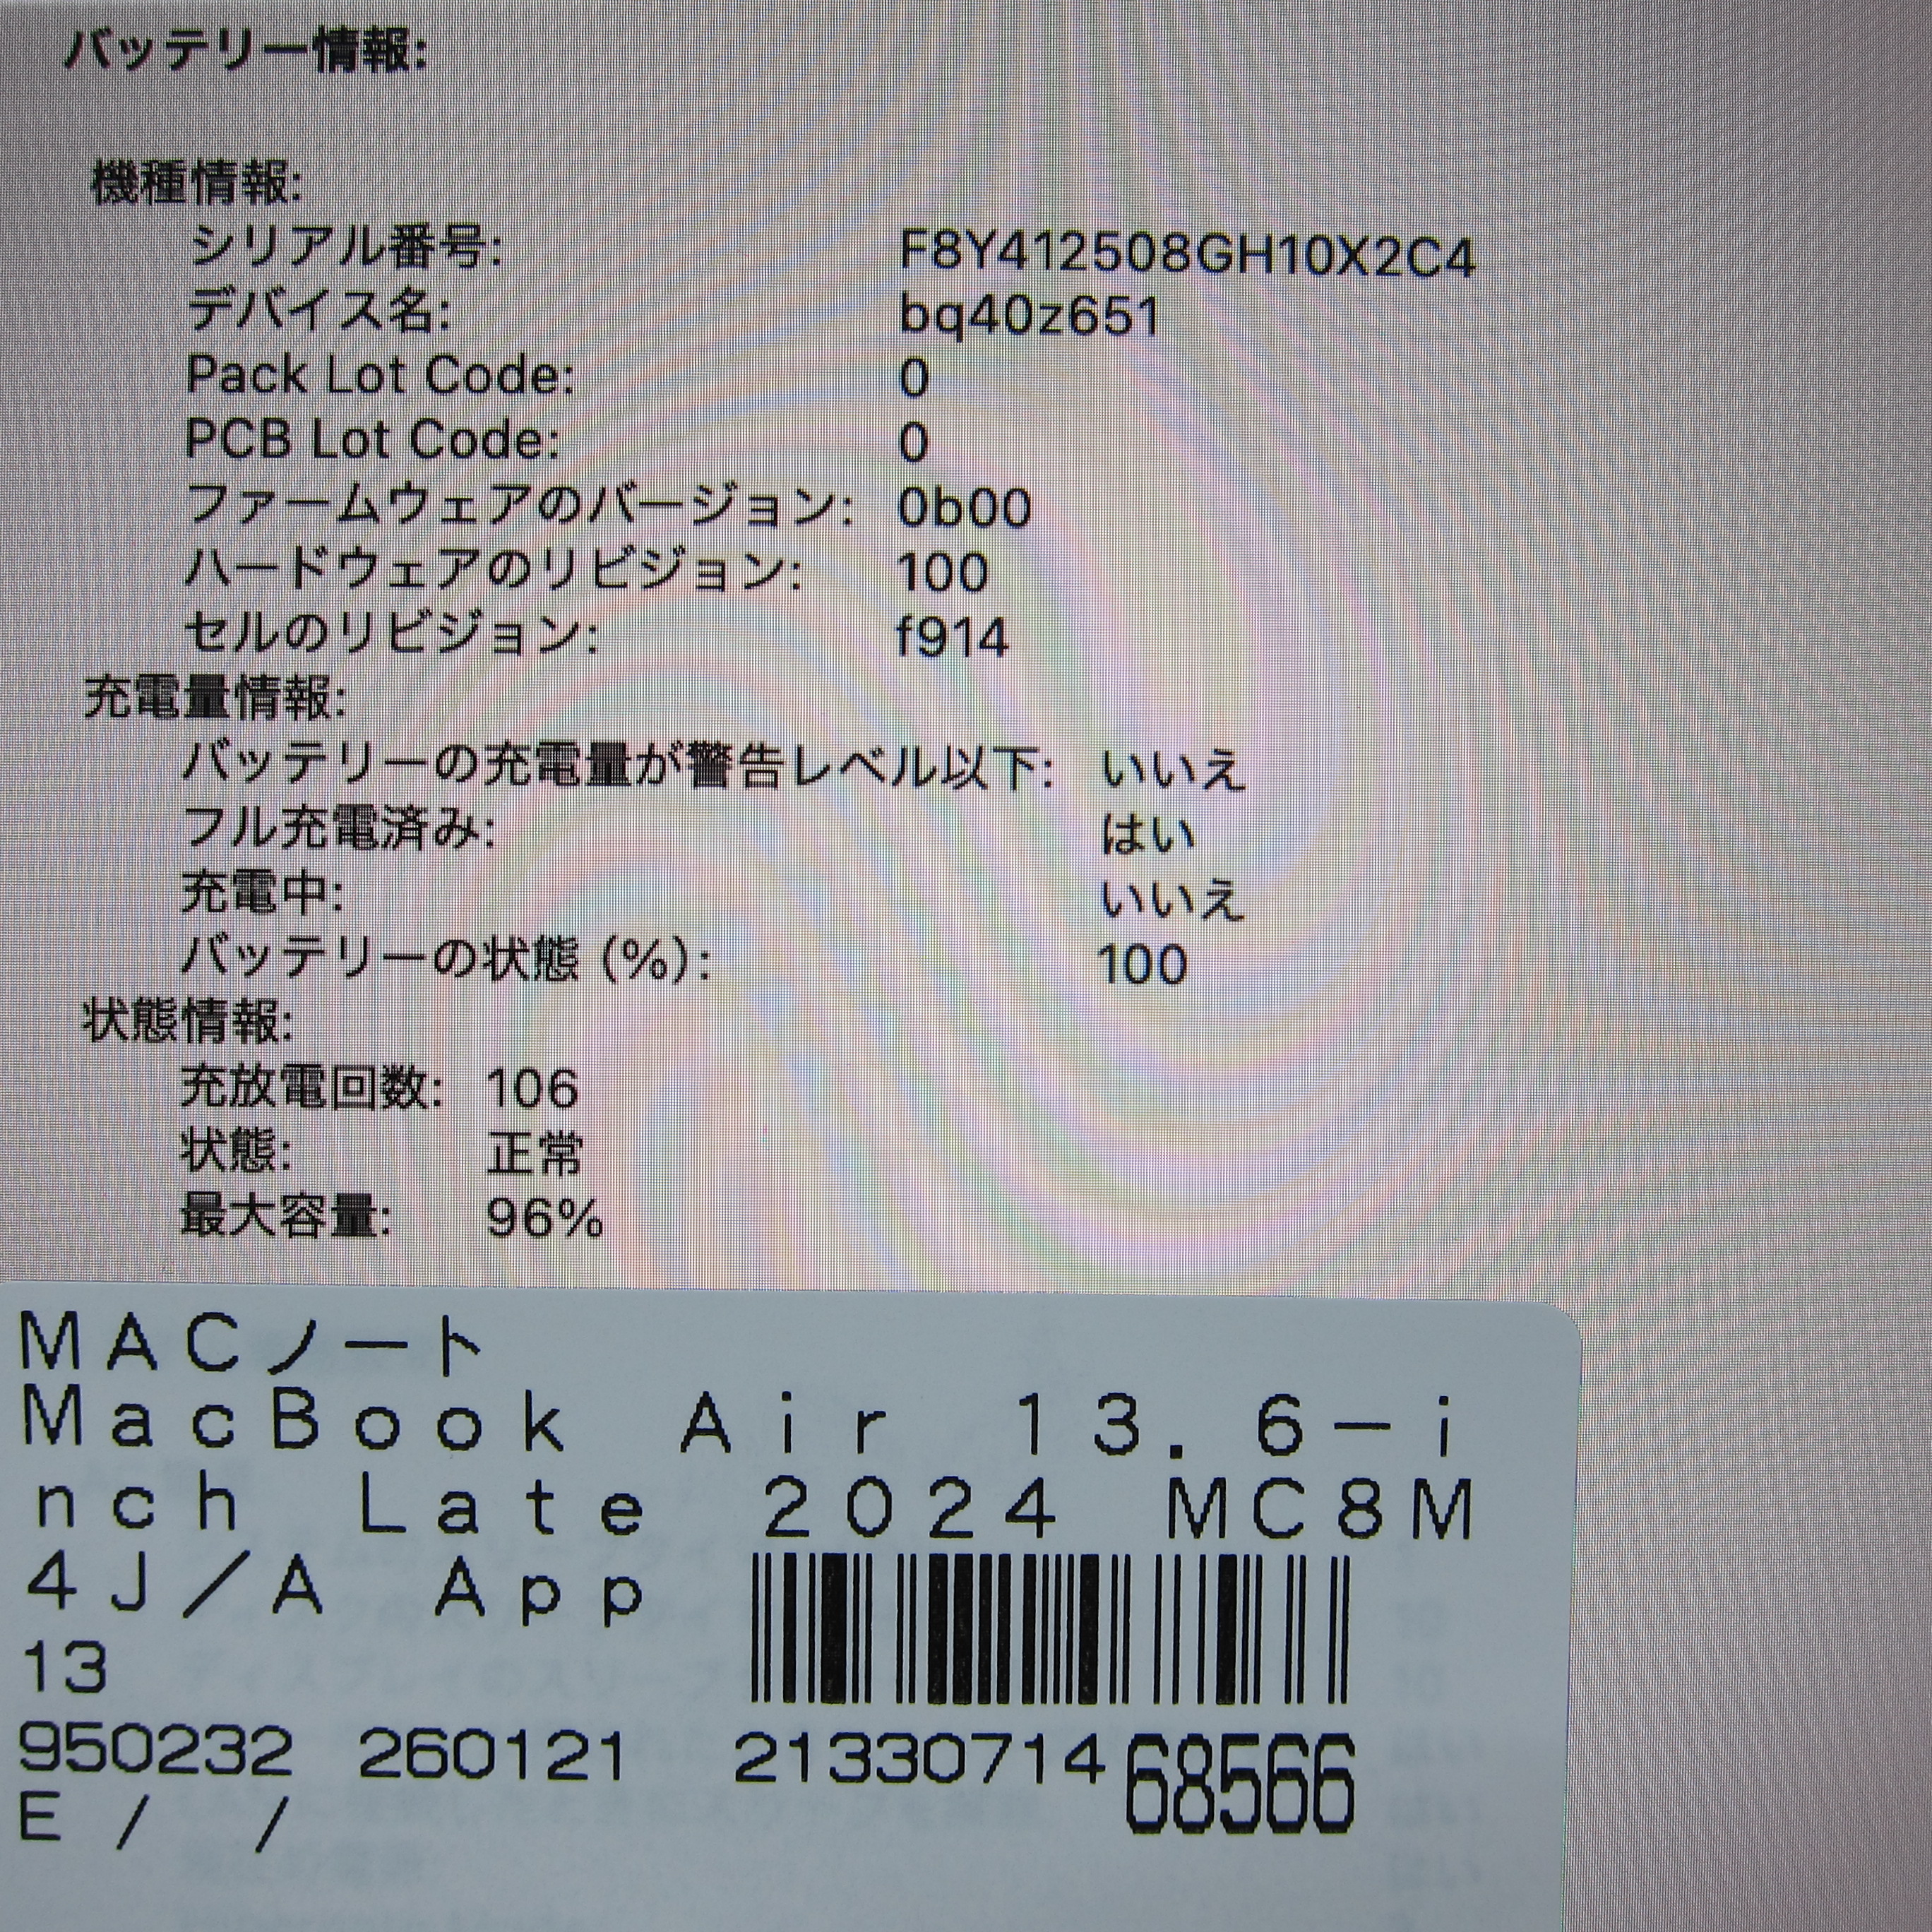 バッテリー情報:
機種情報:
シリアル番号: F8Y412508GH10X2C4
デバイス名: bq40z651
Pack Lot Code: 0
PCB Lot Code: 0
ファームウェアのバージョン: 0b00
ハードウェアのリビジョン: 100
セルのリビジョン: f914
充電量情報:
バッテリーの充電量が警告レベル以下: いいえ
フル充電済み: はい
充電中: いいえ
バッテリーの状態 (%): 100
状態情報:
充放電回数: 106
状態: 正常
最大容量: 96%
MACノート
MacBook Air 13.6-i
nch Late 2024 MC8M
4J/A App
13
950232 260121 2133071468566
E / /